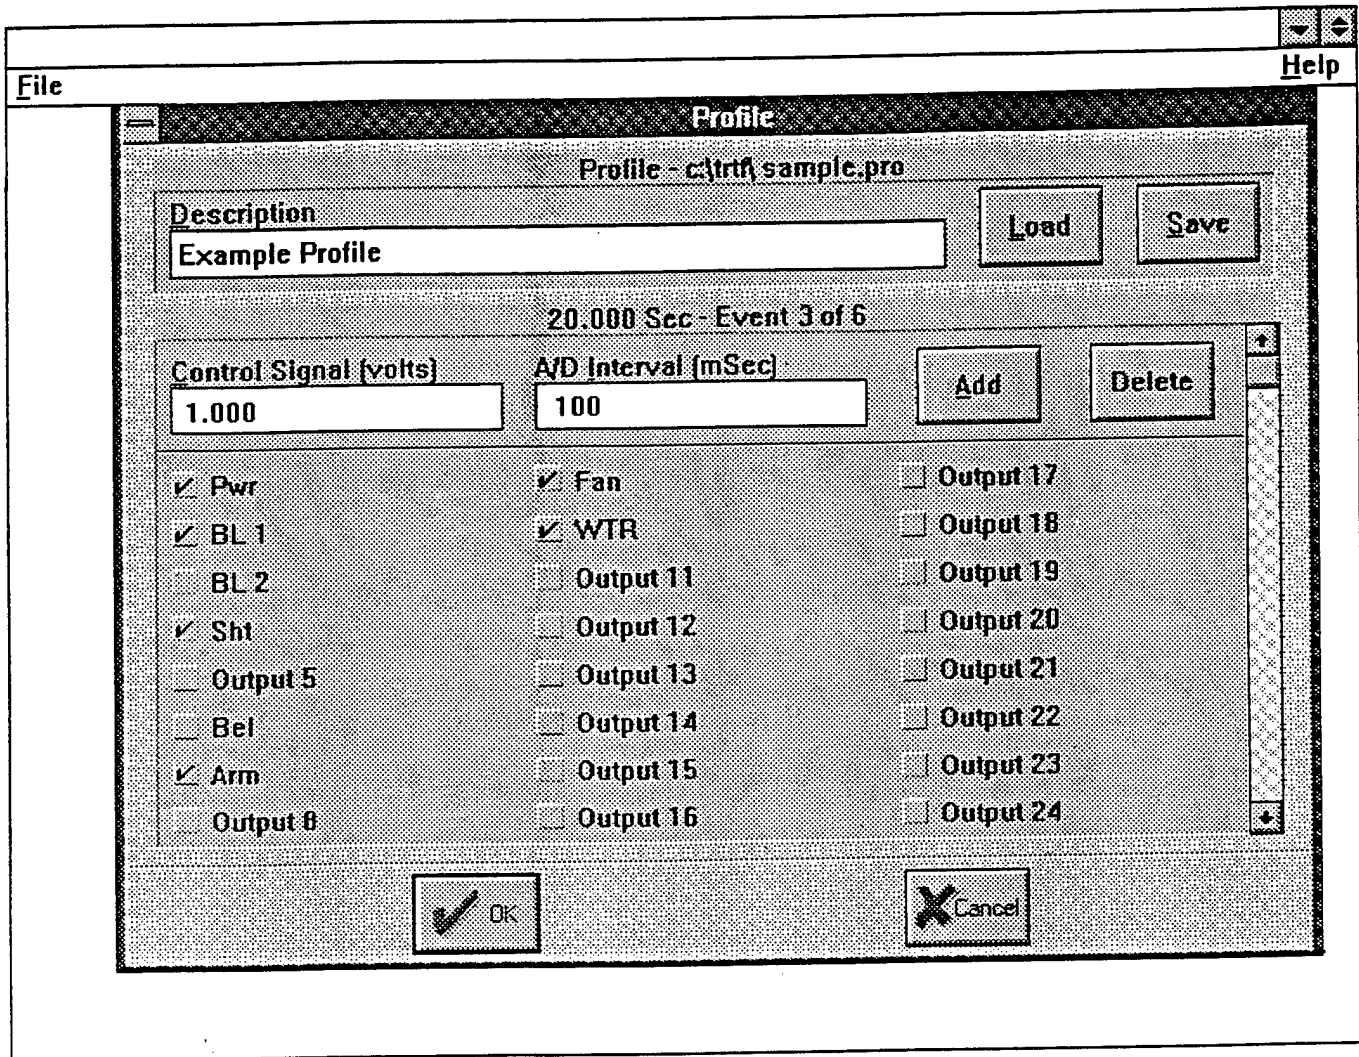 File
Help
Profile
Profile - c:\trtf\sample.pro
Description
Example Profile
Load
Save
20.000 Sec - Event 3 of 6
Control Signal (volts)
1.000
A/D Interval (mSec)
100
Add
Delete
Pwr
BL 1
BL 2
Sht
Output 5
Bel
Arm
Output 8
Fan
WTR
Output 11
Output 12
Output 13
Output 14
Output 15
Output 16
Output 17
Output 18
Output 19
Output 20
Output 21
Output 22
Output 23
Output 24
OK
Cancel